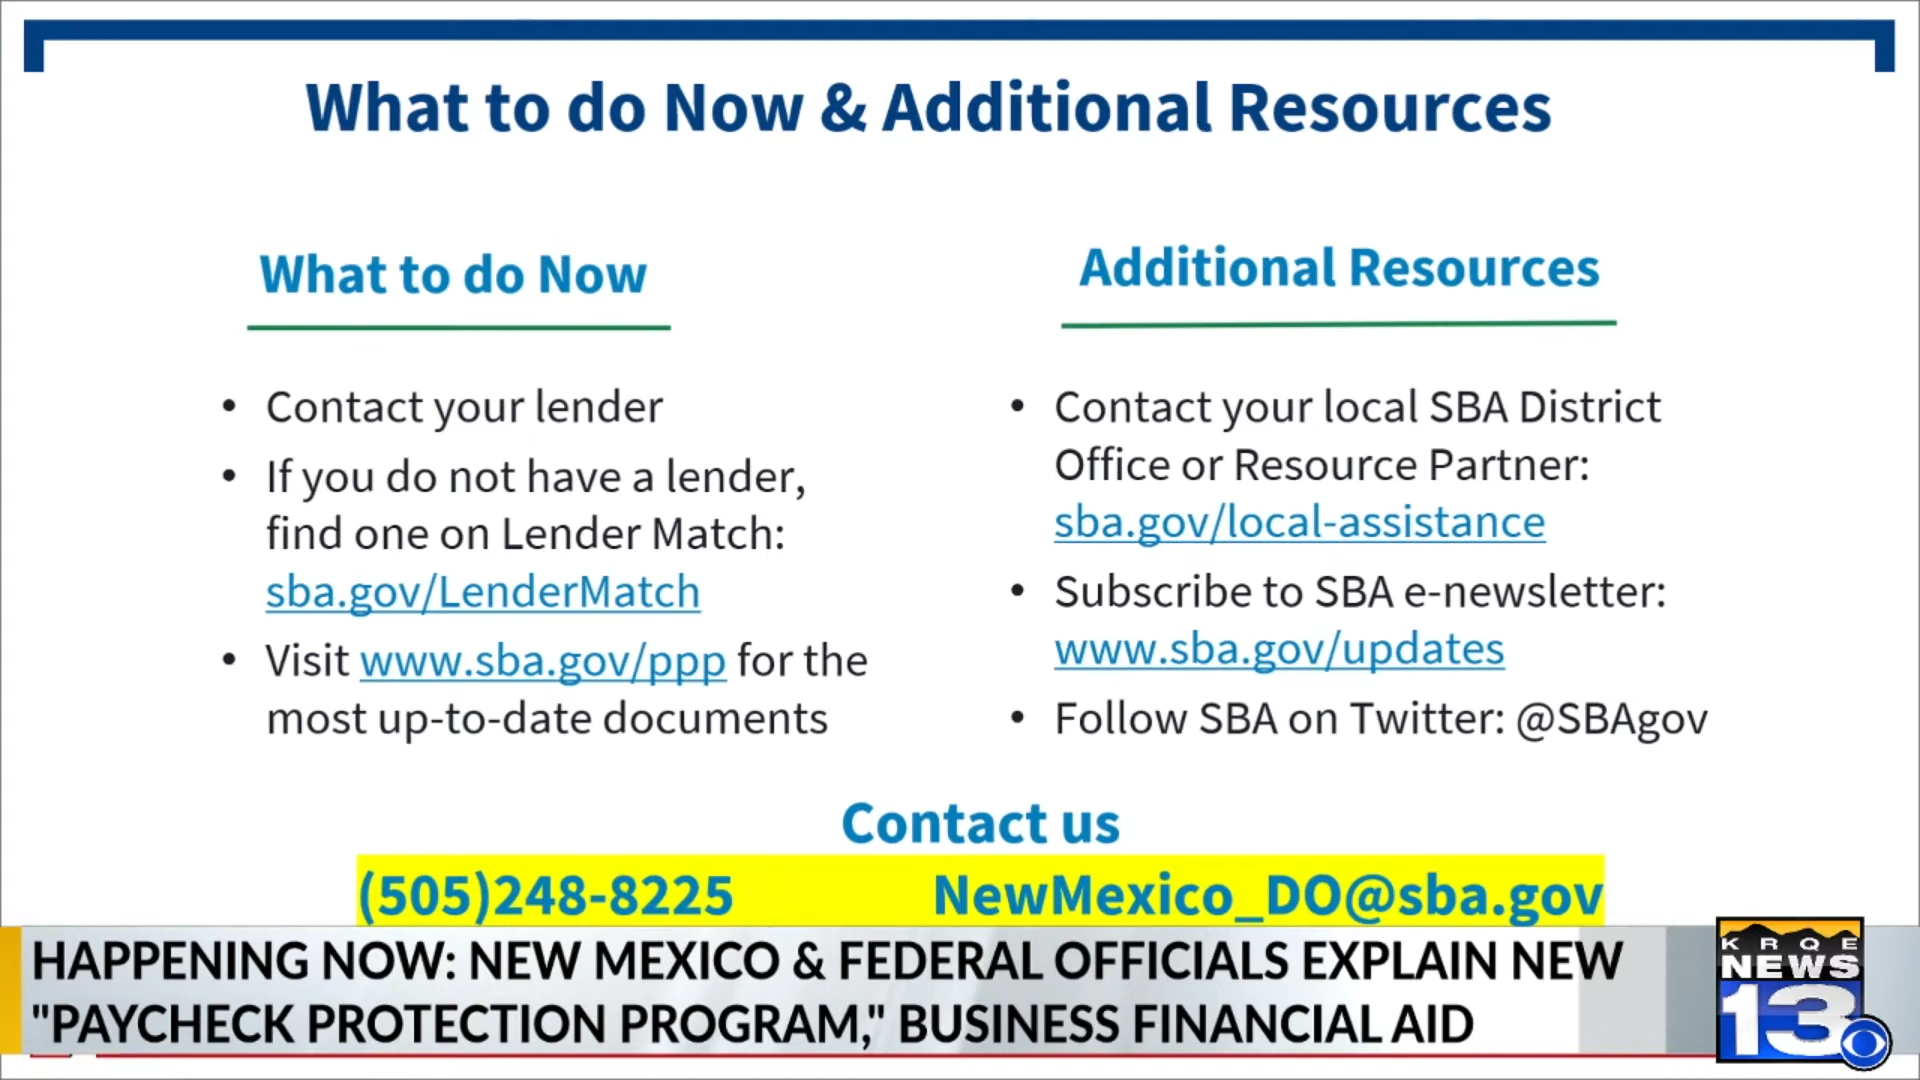 What to do Now & Additional Resources
What to do Now
• Contact your lender
• If you do not have a lender,
find one on Lender Match:
sba.gov/LenderMatch
• Visit www.sba.gov/ppp for the
most up-to-date documents
Additional Resources
• Contact your local SBA District
Office or Resource Partner:
sba.gov/local-assistance
• Subscribe to SBA e-newsletter:
www.sba.gov/updates
• Follow SBA on Twitter: @SBAgov
Contact us
(505)248-8225 NewMexico_DO@sba.gov
HAPPENING NOW: NEW MEXICO & FEDERAL OFFICIALS EXPLAIN NEW
"PAYCHECK PROTECTION PROGRAM," BUSINESS FINANCIAL AID
KRQE
NEWS
13